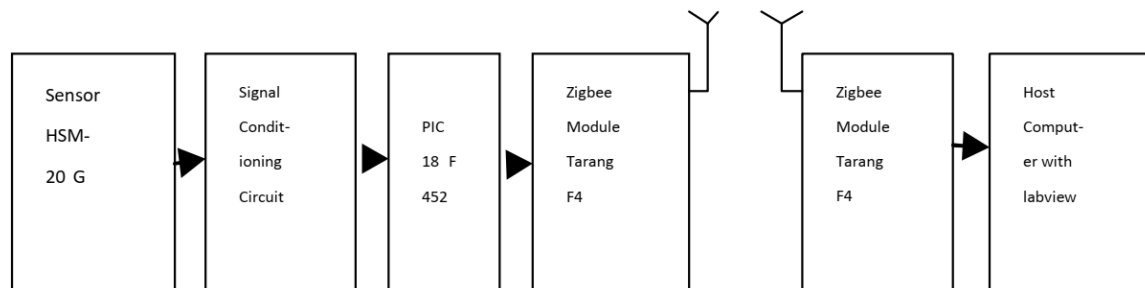 Sensor
HSM-
20 G
Signal
Condit-
ioning
Circuit
PIC
18 F
452
Zigbee
Module
Tarang
F4
Zigbee
Module
Tarang
F4
Host
Comput-
er with
labview